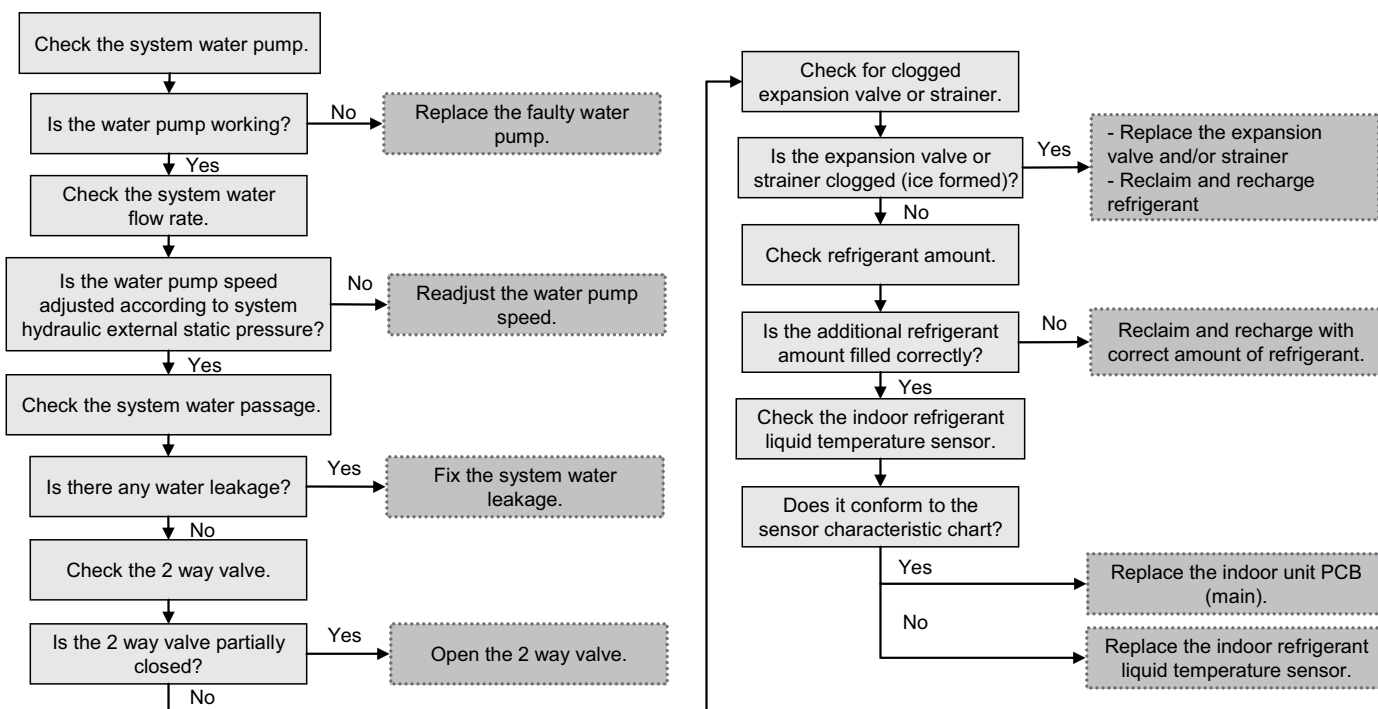 Check the system water pump.
Is the water pump working?
No
Replace the faulty water
pump.
Yes
Check the system water
flow rate.
Is the water pump speed
adjusted according to system
hydraulic external static pressure?
No
Readjust the water pump
speed.
Yes
Check the system water passage.
Is there any water leakage?
Yes
Fix the system water
leakage.
No
Check the 2 way valve.
Is the 2 way valve partially
closed?
Yes
Open the 2 way valve.
No
Check for clogged
expansion valve or strainer.
Is the expansion valve or
strainer clogged (ice formed)?
Yes
- Replace the expansion
valve and/or strainer
- Reclaim and recharge
refrigerant
No
Check refrigerant amount.
Is the additional refrigerant
amount filled correctly?
No
Reclaim and recharge with
correct amount of refrigerant.
Yes
Check the indoor refrigerant
liquid temperature sensor.
Does it conform to the
sensor characteristic chart?
Yes
Replace the indoor unit PCB
(main).
No
Replace the indoor refrigerant
liquid temperature sensor.